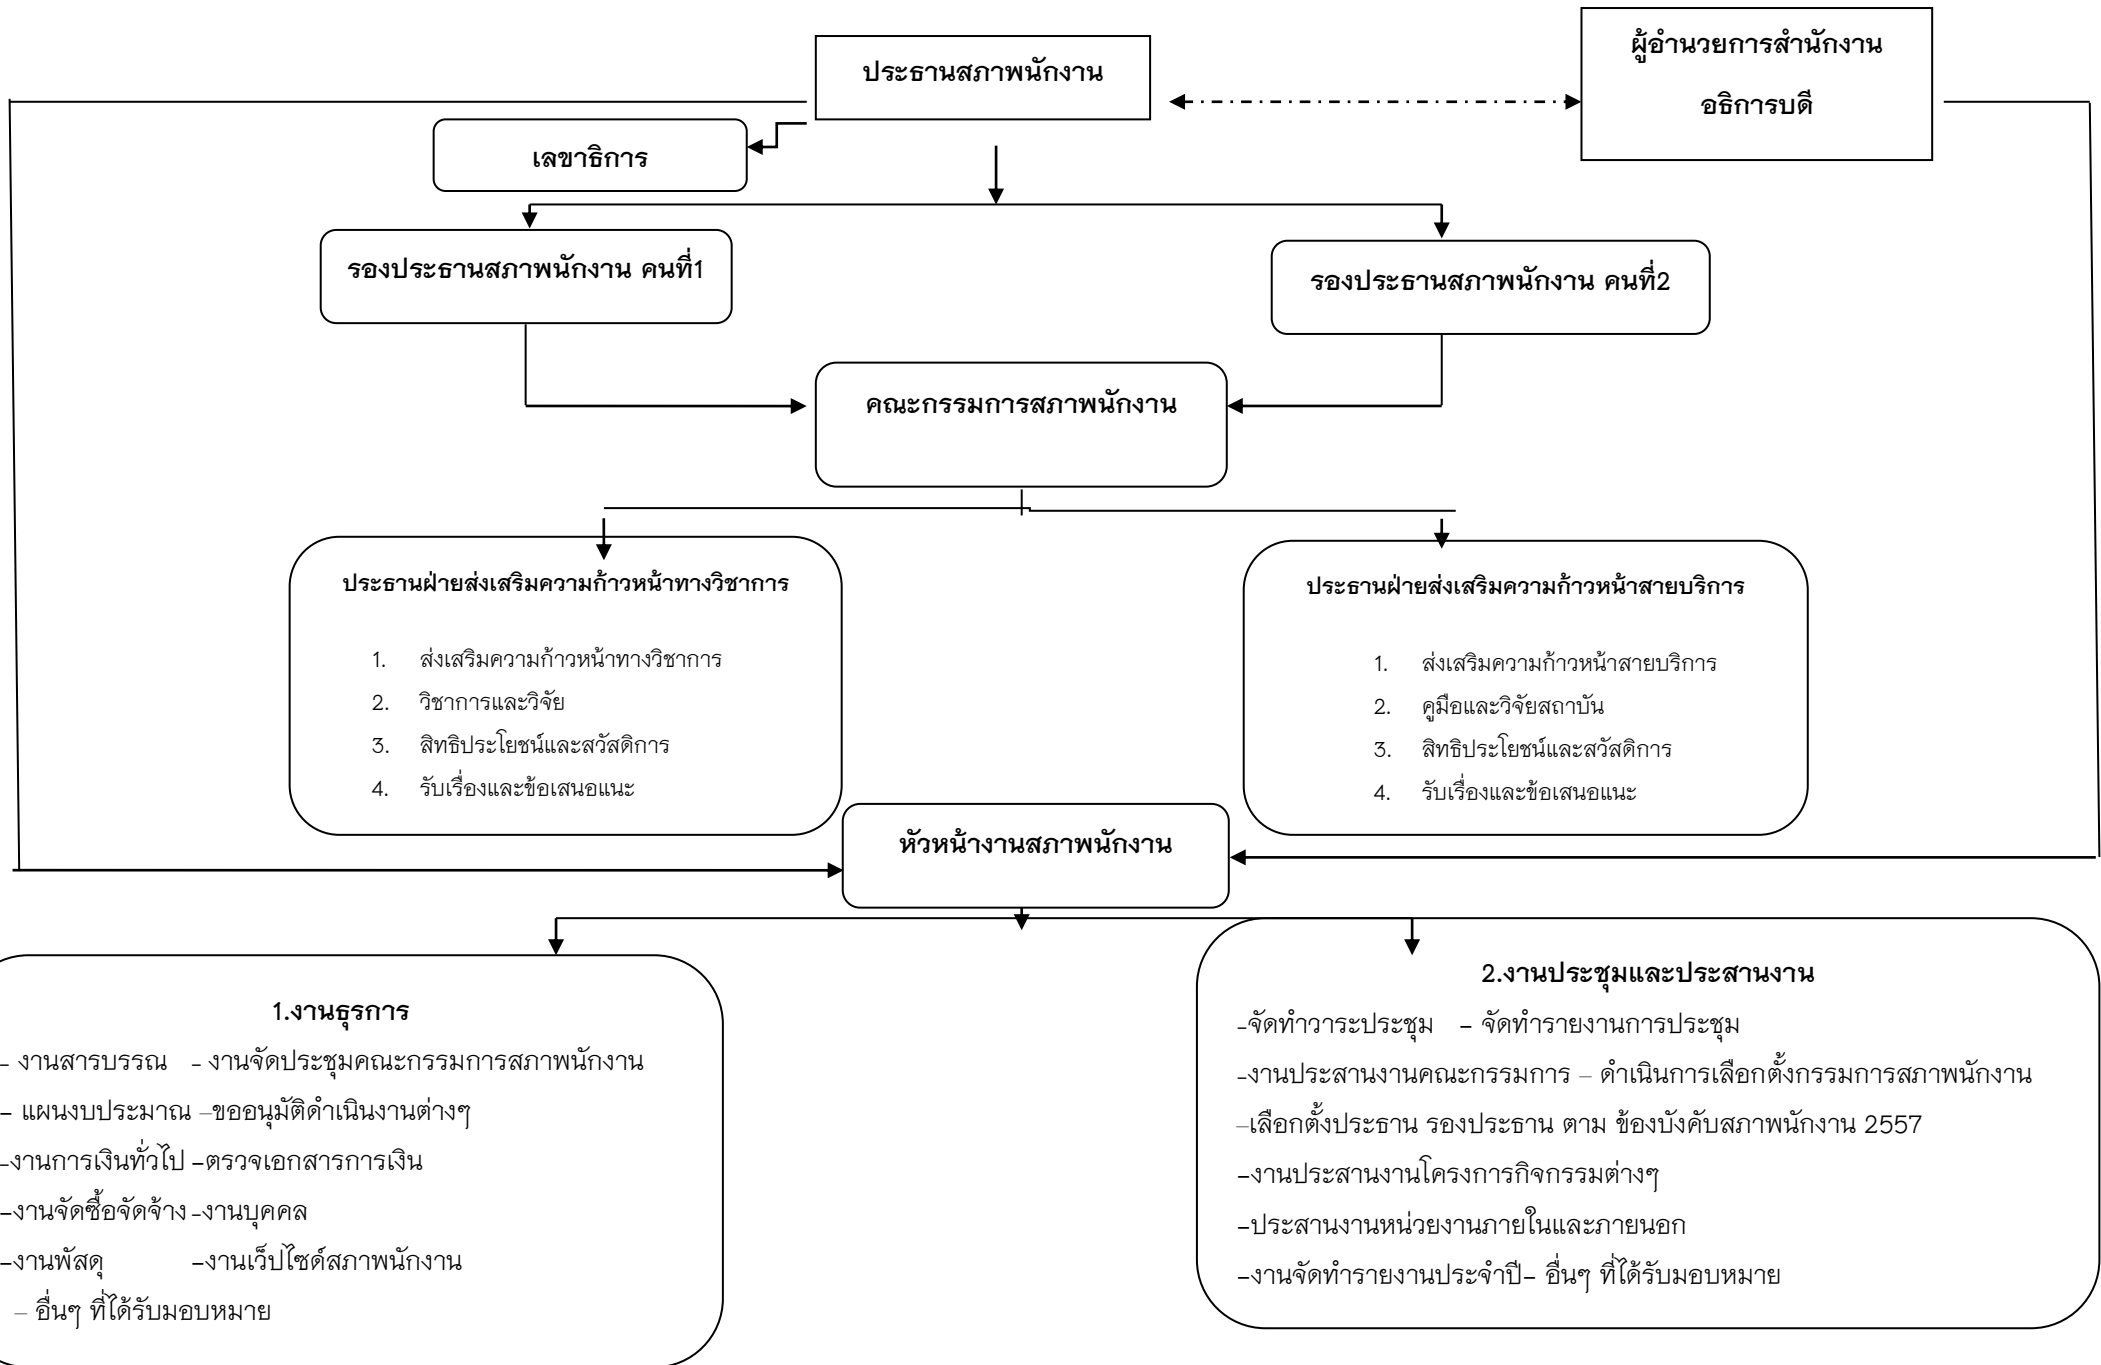 ประธานสภาพนักงาน
ผู้อำนวยการสำนักงาน
อธิการบดี
เลขาธิการ
รองประธานสภาพนักงาน คนที่1
รองประธานสภาพนักงาน คนที่2
คณะกรรมการสภาพนักงาน
ประธานฝ่ายส่งเสริมความก้าวหน้าทางวิชาการ
1. ส่งเสริมความก้าวหน้าทางวิชาการ
2. วิชาการและวิจัย
3. สิทธิประโยชน์และสวัสดิการ
4. รับเรื่องและข้อเสนอแนะ
ประธานฝ่ายส่งเสริมความก้าวหน้าสายบริการ
1. ส่งเสริมความก้าวหน้าสายบริการ
2. คู่มือและวิจัยสถาบัน
3. สิทธิประโยชน์และสวัสดิการ
4. รับเรื่องและข้อเสนอแนะ
หัวหน้างานสภาพนักงาน
1.งานธุรการ
- งานสารบรรณ - งานจัดประชุมคณะกรรมการสภาพนักงาน
- แผนงบประมาณ –ขออนุมัติดำเนินงานต่างๆ
-งานการเงินทั่วไป -ตรวจเอกสารการเงิน
-งานจัดซื้อจัดจ้าง -งานบุคคล
-งานพัสดุ -งานเว็ปไซด์สภาพนักงาน
– อื่นๆ ที่ได้รับมอบหมาย
2.งานประชุมและประสานงาน
-จัดทำวาระประชุม - จัดทำรายงานการประชุม
-งานประสานงานคณะกรรมการ – ดำเนินการเลือกตั้งกรรมการสภาพนักงาน
–เลือกตั้งประธาน รองประธาน ตาม ข้องบังคับสภาพนักงาน 2557
-งานประสานงานโครงการกิจกรรมต่างๆ
-ประสานงานหน่วยงานภายในและภายนอก
-งานจัดทำรายงานประจำปี- อื่นๆ ที่ได้รับมอบหมาย